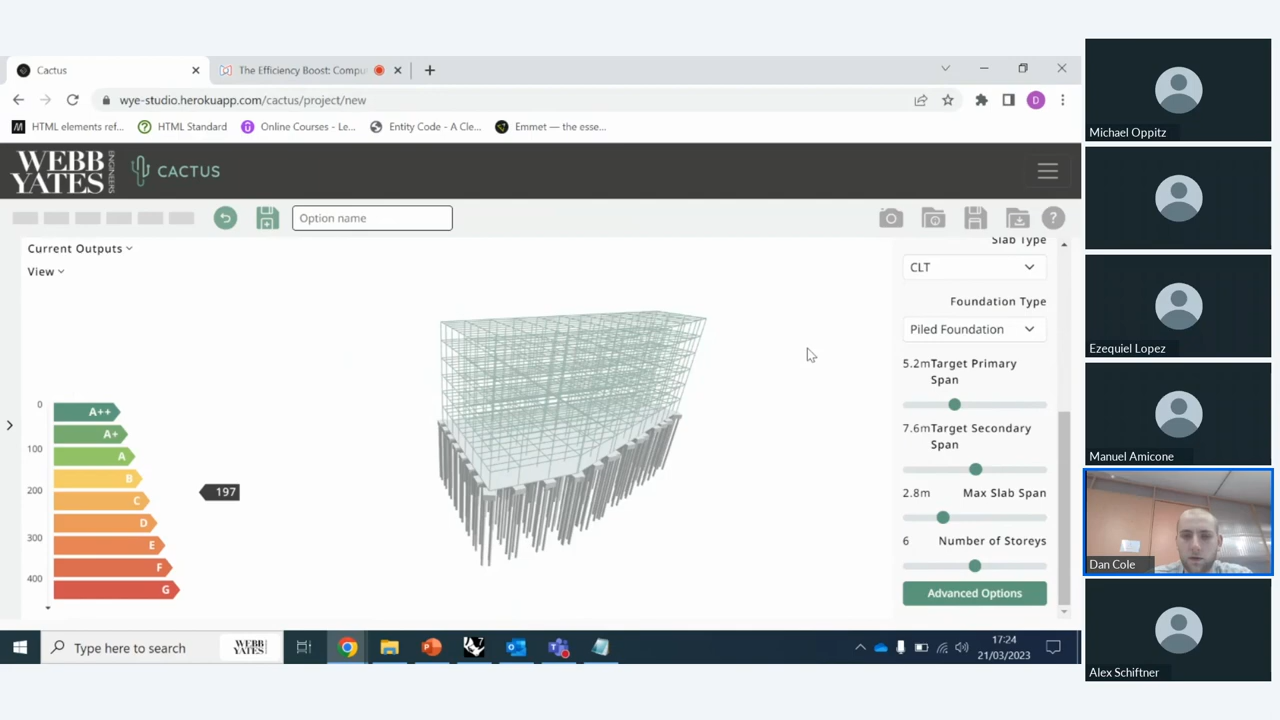 Cactus
The Efficiency Boost: Compu
wye-studio.herokuapp.com/cactus/project/new
D
HTML elements ref...
HTML Standard
Online Courses - Le...
Entity Code - A Cle...
Emmet — the esse...
WEBB
YATES
ENGINEERS
CACTUS
Option name
?
Current Outputs
View
Slab Type
CLT
Foundation Type
Piled Foundation
5.2m Target Primary
Span
7.6m Target Secondary
Span
2.8m Max Slab Span
6 Number of Storeys
Advanced Options
0
100
200
300
400
A++
A+
A
B
C
D
E
F
G
197
Type here to search
WEBB
YATES
17:24
21/03/2023
Michael Oppitz
Ezequiel Lopez
Manuel Amicone
Dan Cole
Alex Schiftner